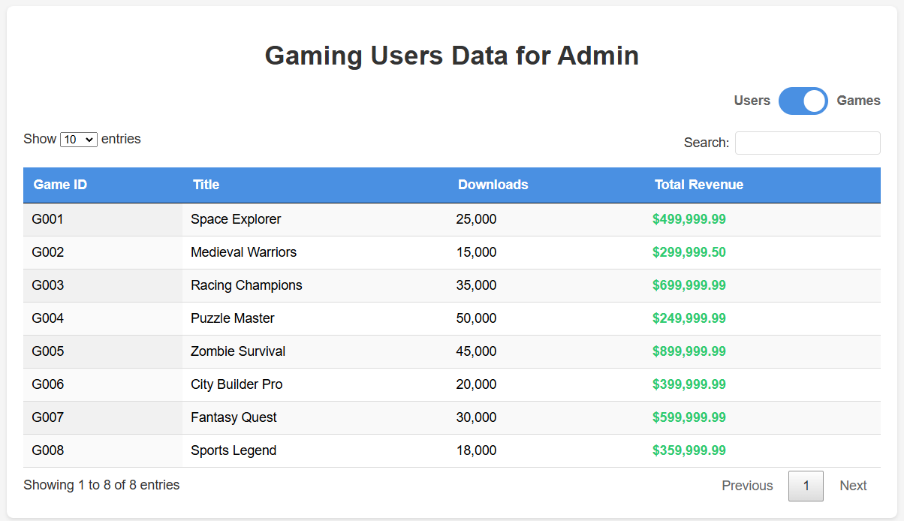 Gaming Users Data for Admin
Users Games
Show 10 entries
Search:
Game ID Title Downloads Total Revenue
G001 Space Explorer 25,000 $499,999.99
G002 Medieval Warriors 15,000 $299,999.50
G003 Racing Champions 35,000 $699,999.99
G004 Puzzle Master 50,000 $249,999.99
G005 Zombie Survival 45,000 $899,999.99
G006 City Builder Pro 20,000 $399,999.99
G007 Fantasy Quest 30,000 $599,999.99
G008 Sports Legend 18,000 $359,999.99
Showing 1 to 8 of 8 entries
Previous 1 Next